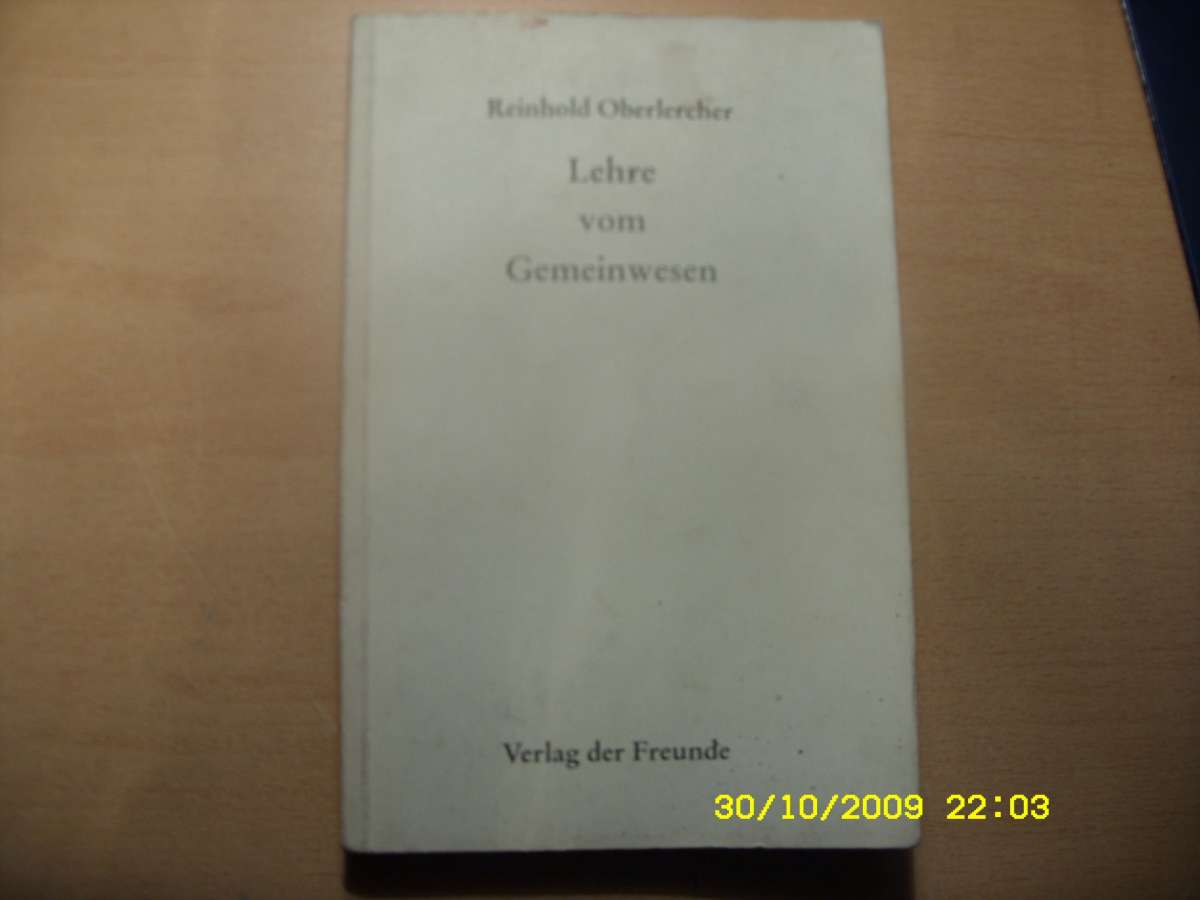 Reinhold Oberlercher
Lehre
vom
Gemeinwesen
Verlag der Freunde
30/10/2009 22:03